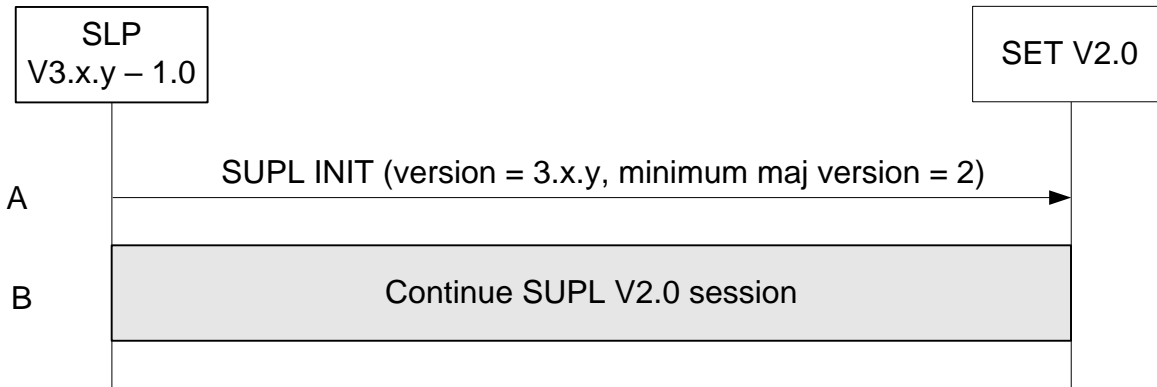 SLP
V3.x.y – 1.0
SET V2.0
A
SUPL INIT (version = 3.x.y, minimum maj version = 2)
B
Continue SUPL V2.0 session